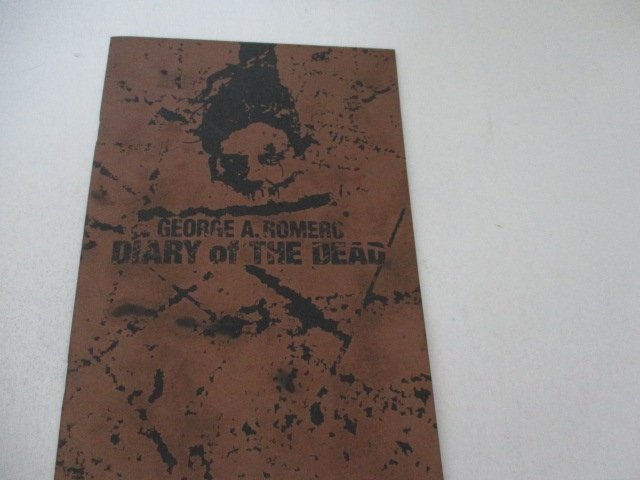 GEORGE A. ROMERO
DIARY of THE DEAD